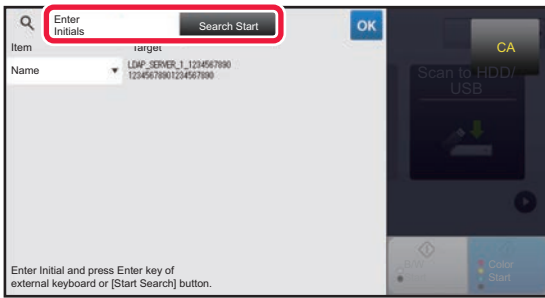 Enter
Initials
Search Start
OK
CA
Item
Target
Name
LDAP_SERVER_1_1234567890
12345678901234567890
Scan to HDD/
USB
B/W
Start
Color
Start
Enter Initial and press Enter key of
external keyboard or [Start Search] button.